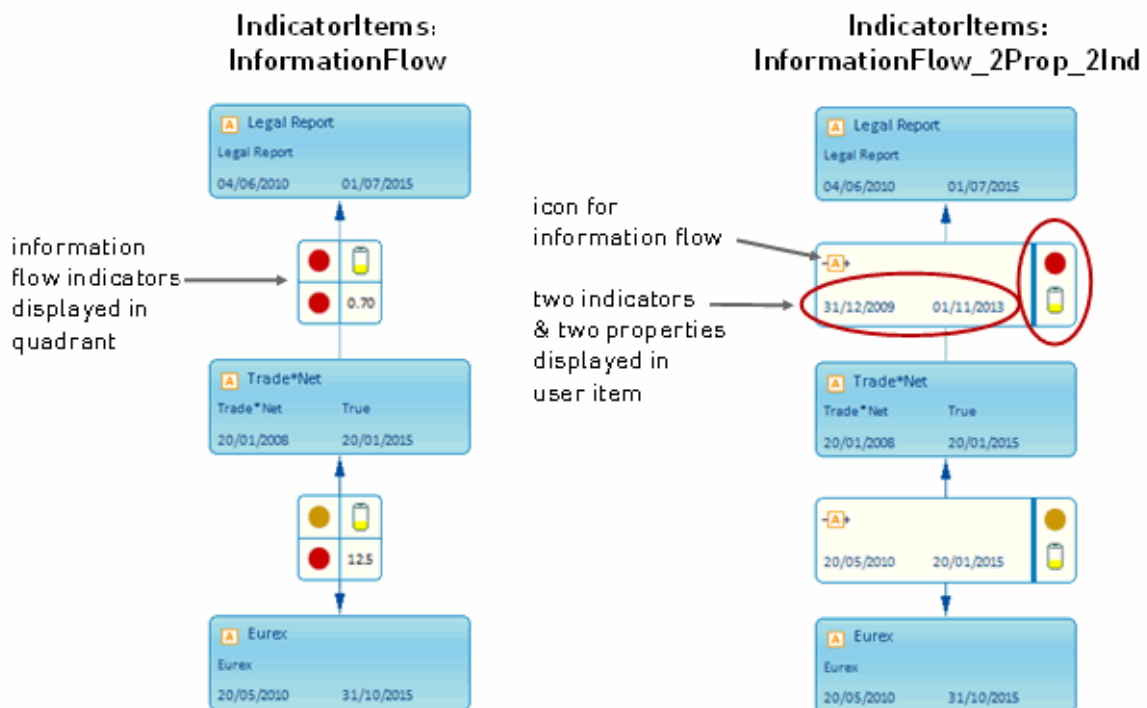 IndicatorItems:
InformationFlow
A Legal Report
Legal Report
04/06/2010 01/07/2015
information
flow indicators
displayed in
quadrant
0.70
A Trade*Net
Trade*Net True
20/01/2008 20/01/2015
12.5
A Eurex
Eurex
20/05/2010 31/10/2015
IndicatorItems:
InformationFlow_2Prop_2Ind
A Legal Report
Legal Report
04/06/2010 01/07/2015
icon for
information flow
A
31/12/2009 01/11/2013
two indicators
& two properties
displayed in
user item
A Trade*Net
Trade*Net True
20/01/2008 20/01/2015
A
20/05/2010 20/01/2015
A Eurex
Eurex
20/05/2010 31/10/2015